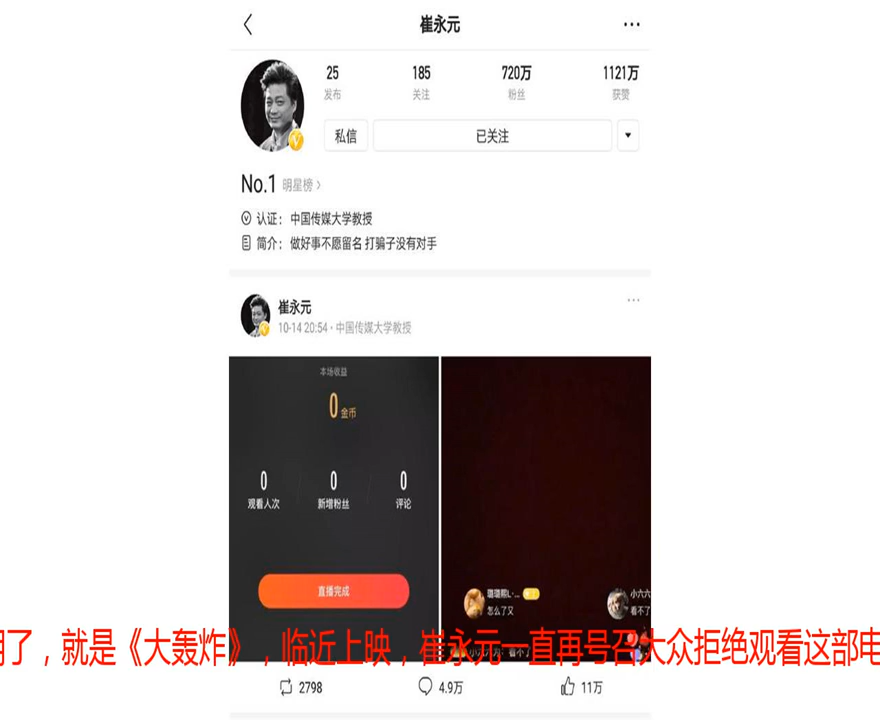 崔永元
25 185 720万 1121万
发布 关注 粉丝 获赞
私信 已关注
No.1 明星榜
认证: 中国传媒大学教授
简介: 做好事不愿留名 打骗子没有对手
崔永元
10-14 20:54·中国传媒大学教授
本场收益
0金币
0 0 0
观看人次 新增粉丝 评论
直播完成
怎么了又
小六六
看不了
了，就是《大轰炸》，临近上映，崔永元一直再号召大众拒绝观看这部电
2798 4.9万 11万